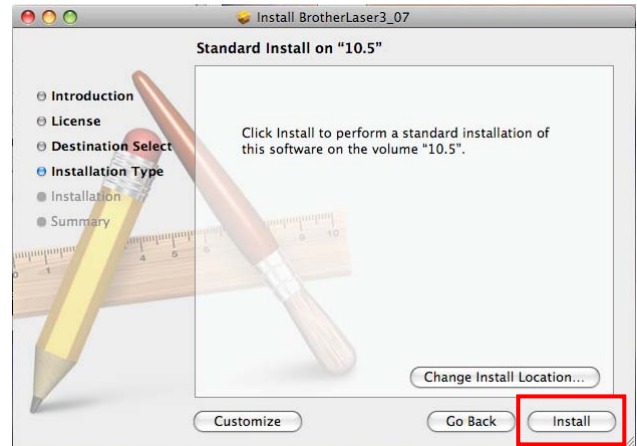 Install BrotherLaser3_07
Standard Install on “10.5”
Introduction
License
Destination Select
Installation Type
Installation
Summary
Click Install to perform a standard installation of
this software on the volume “10.5”.
Change Install Location...
Customize
Go Back
Install